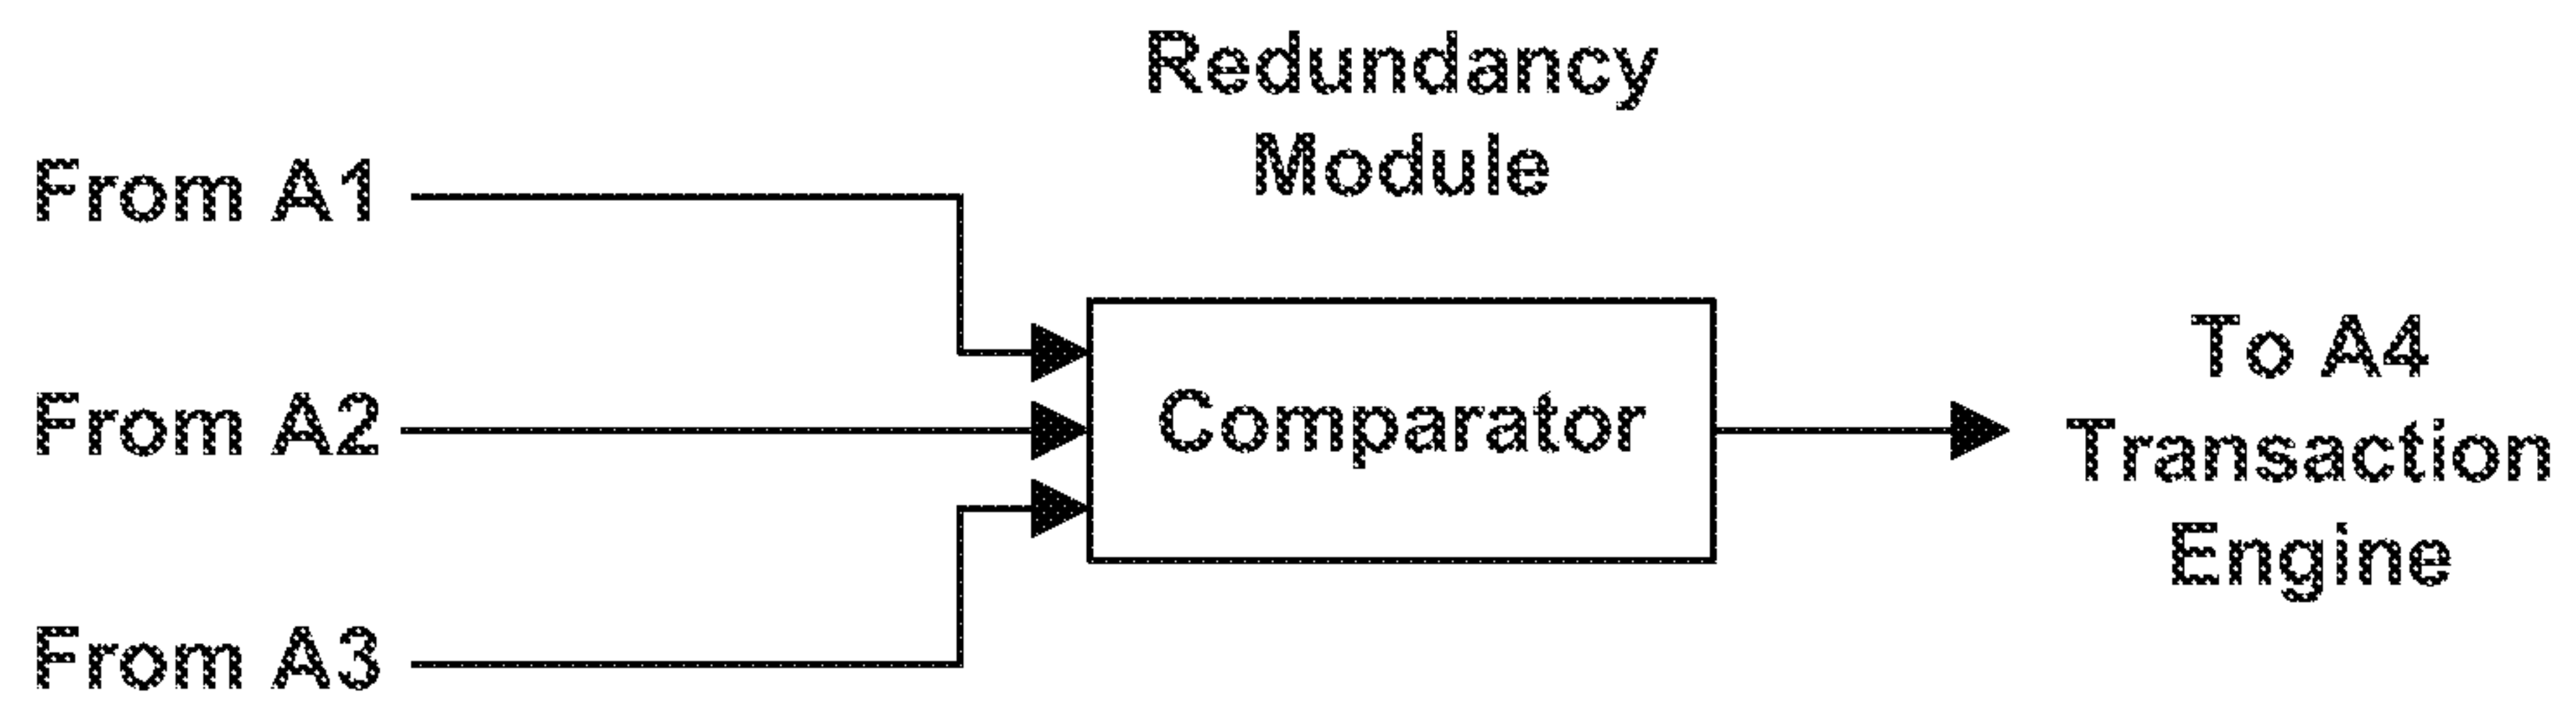 Redundancy
Module
From A1
From A2
From A3
Comparator
To A4
Transaction
Engine